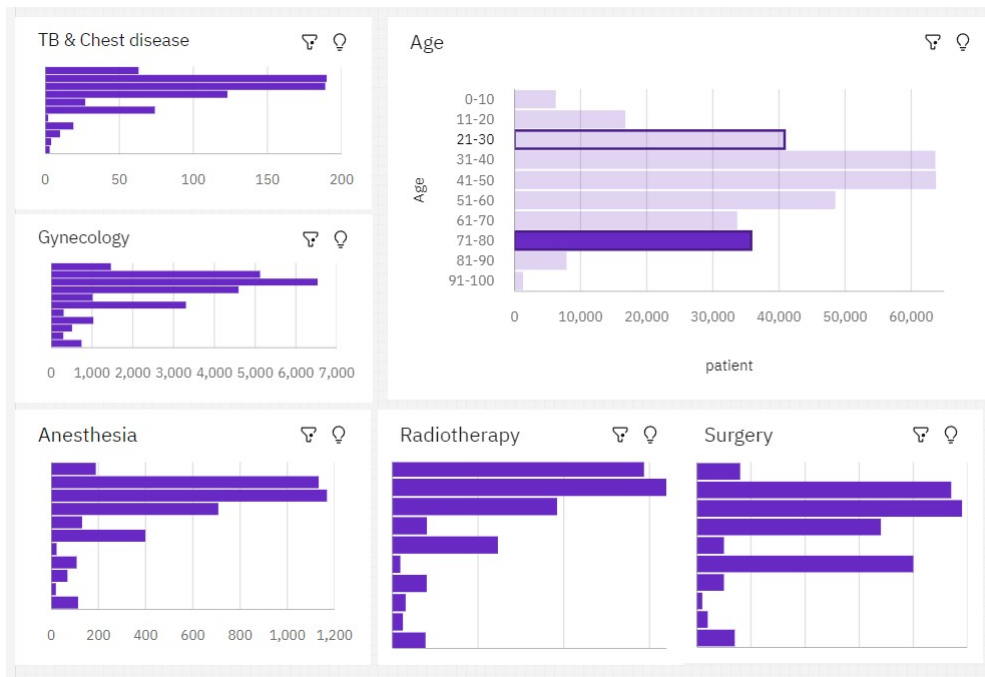 TB & Chest disease
0 50 100 150 200
Gynecology
0 1,000 2,000 3,000 4,000 5,000 6,000 7,000
Anesthesia
0 200 400 600 800 1,000 1,200
Age
Age
0-10
11-20
21-30
31-40
41-50
51-60
61-70
71-80
81-90
91-100
0 10,000 20,000 30,000 40,000 50,000 60,000
patient
Radiotherapy
Surgery